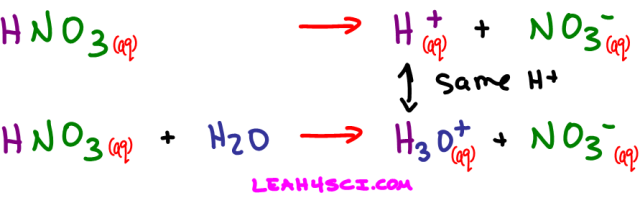 HNO₃(aq) → H⁺(aq) + NO₃⁻(aq)
↕ same H+
HNO₃(aq) + H₂O → H₃O⁺(aq) + NO₃⁻(aq)
LEAH4SCI.COM